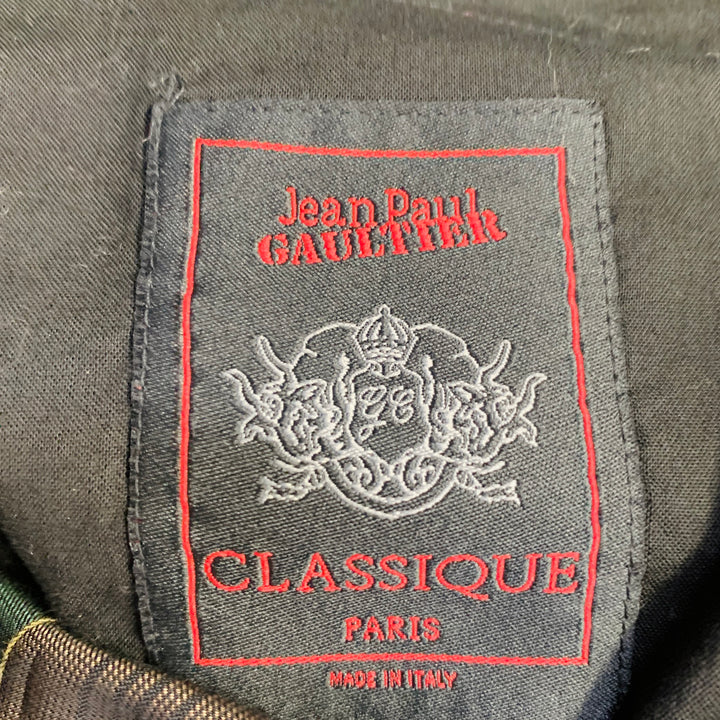 Jean Paul
GAULTIER
CLASSIQUE
PARIS
MADE IN ITALY